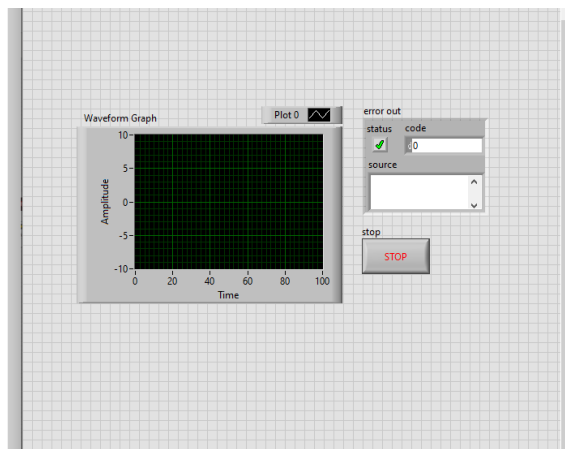 Waveform Graph
Plot 0
10
5
0
-5
-10
Amplitude
0 20 40 60 80 100
Time
error out
status code
0
source
stop
STOP